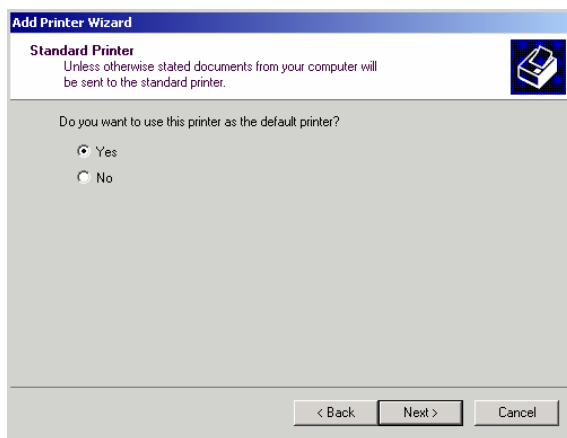 Add Printer Wizard
Standard Printer
Unless otherwise stated documents from your computer will
be sent to the standard printer.
Do you want to use this printer as the default printer?
Yes
No
< Back
Next >
Cancel